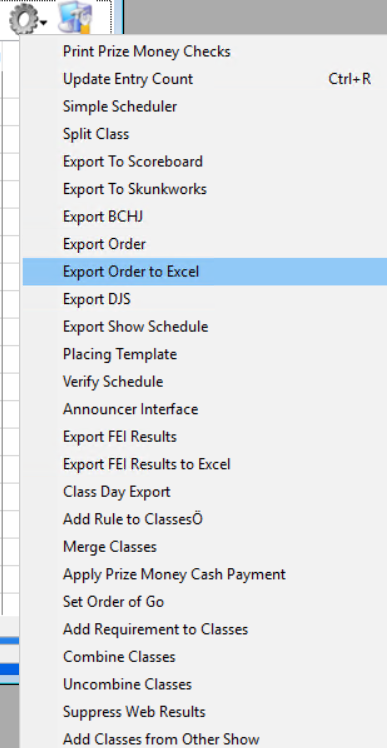 Print Prize Money Checks
Update Entry Count Ctrl+R
Simple Scheduler
Split Class
Export To Scoreboard
Export To Skunkworks
Export BCHJ
Export Order
Export Order to Excel
Export DJS
Export Show Schedule
Placing Template
Verify Schedule
Announcer Interface
Export FEI Results
Export FEI Results to Excel
Class Day Export
Add Rule to ClassesÖ
Merge Classes
Apply Prize Money Cash Payment
Set Order of Go
Add Requirement to Classes
Combine Classes
Uncombine Classes
Suppress Web Results
Add Classes from Other Show